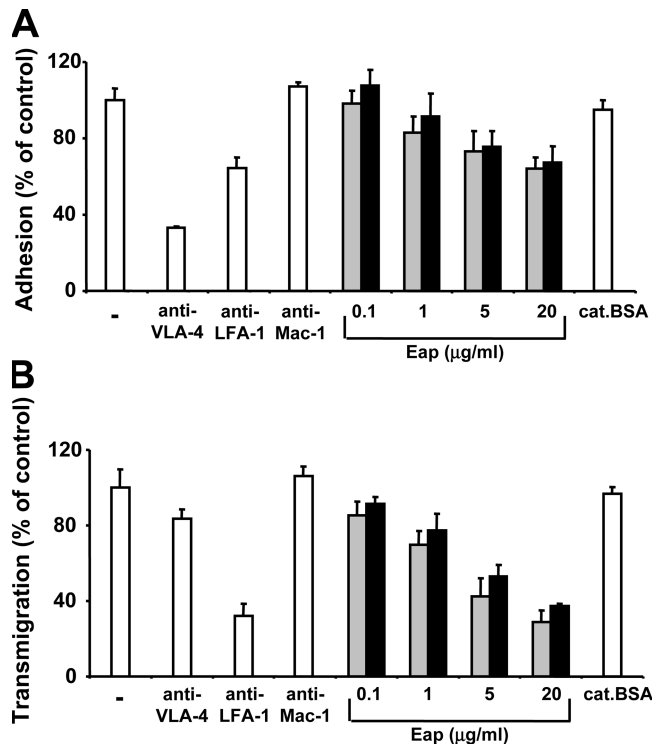 A
Adhesion (% of control)
120
80
40
0
-
anti-
VLA-4
anti-
LFA-1
anti-
Mac-1
0.1
1
5
20
cat.BSA
Eap (μg/ml)
B
Transmigration (% of control)
120
80
40
0
-
anti-
VLA-4
anti-
LFA-1
anti-
Mac-1
0.1
1
5
20
cat.BSA
Eap (μg/ml)